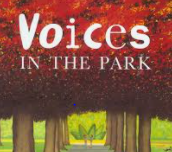 Voices
IN THE PARK